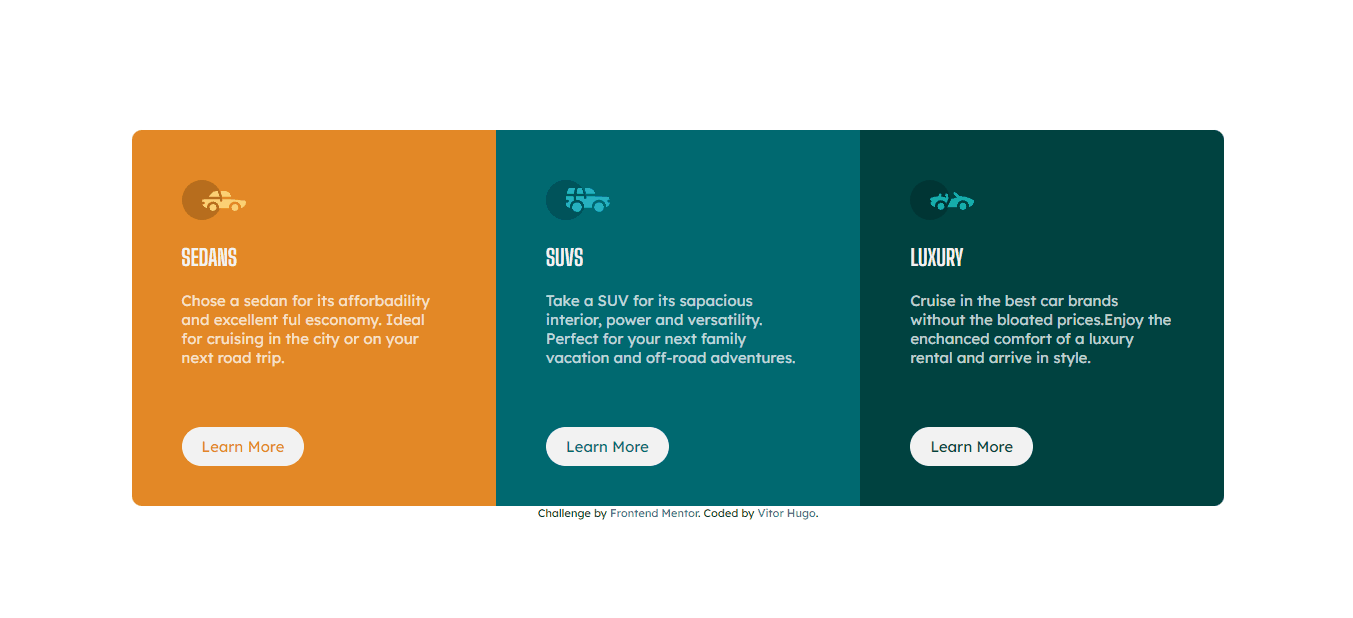 SEDANS
Chose a sedan for its afforbadility
and excellent ful esconomy. Ideal
for cruising in the city or on your
next road trip.
Learn More
SUVS
Take a SUV for its sapacious
interior, power and versatility.
Perfect for your next family
vacation and off-road adventures.
Learn More
LUXURY
Cruise in the best car brands
without the bloated prices.Enjoy the
enchanced comfort of a luxury
rental and arrive in style.
Learn More
Challenge by Frontend Mentor. Coded by Vitor Hugo.